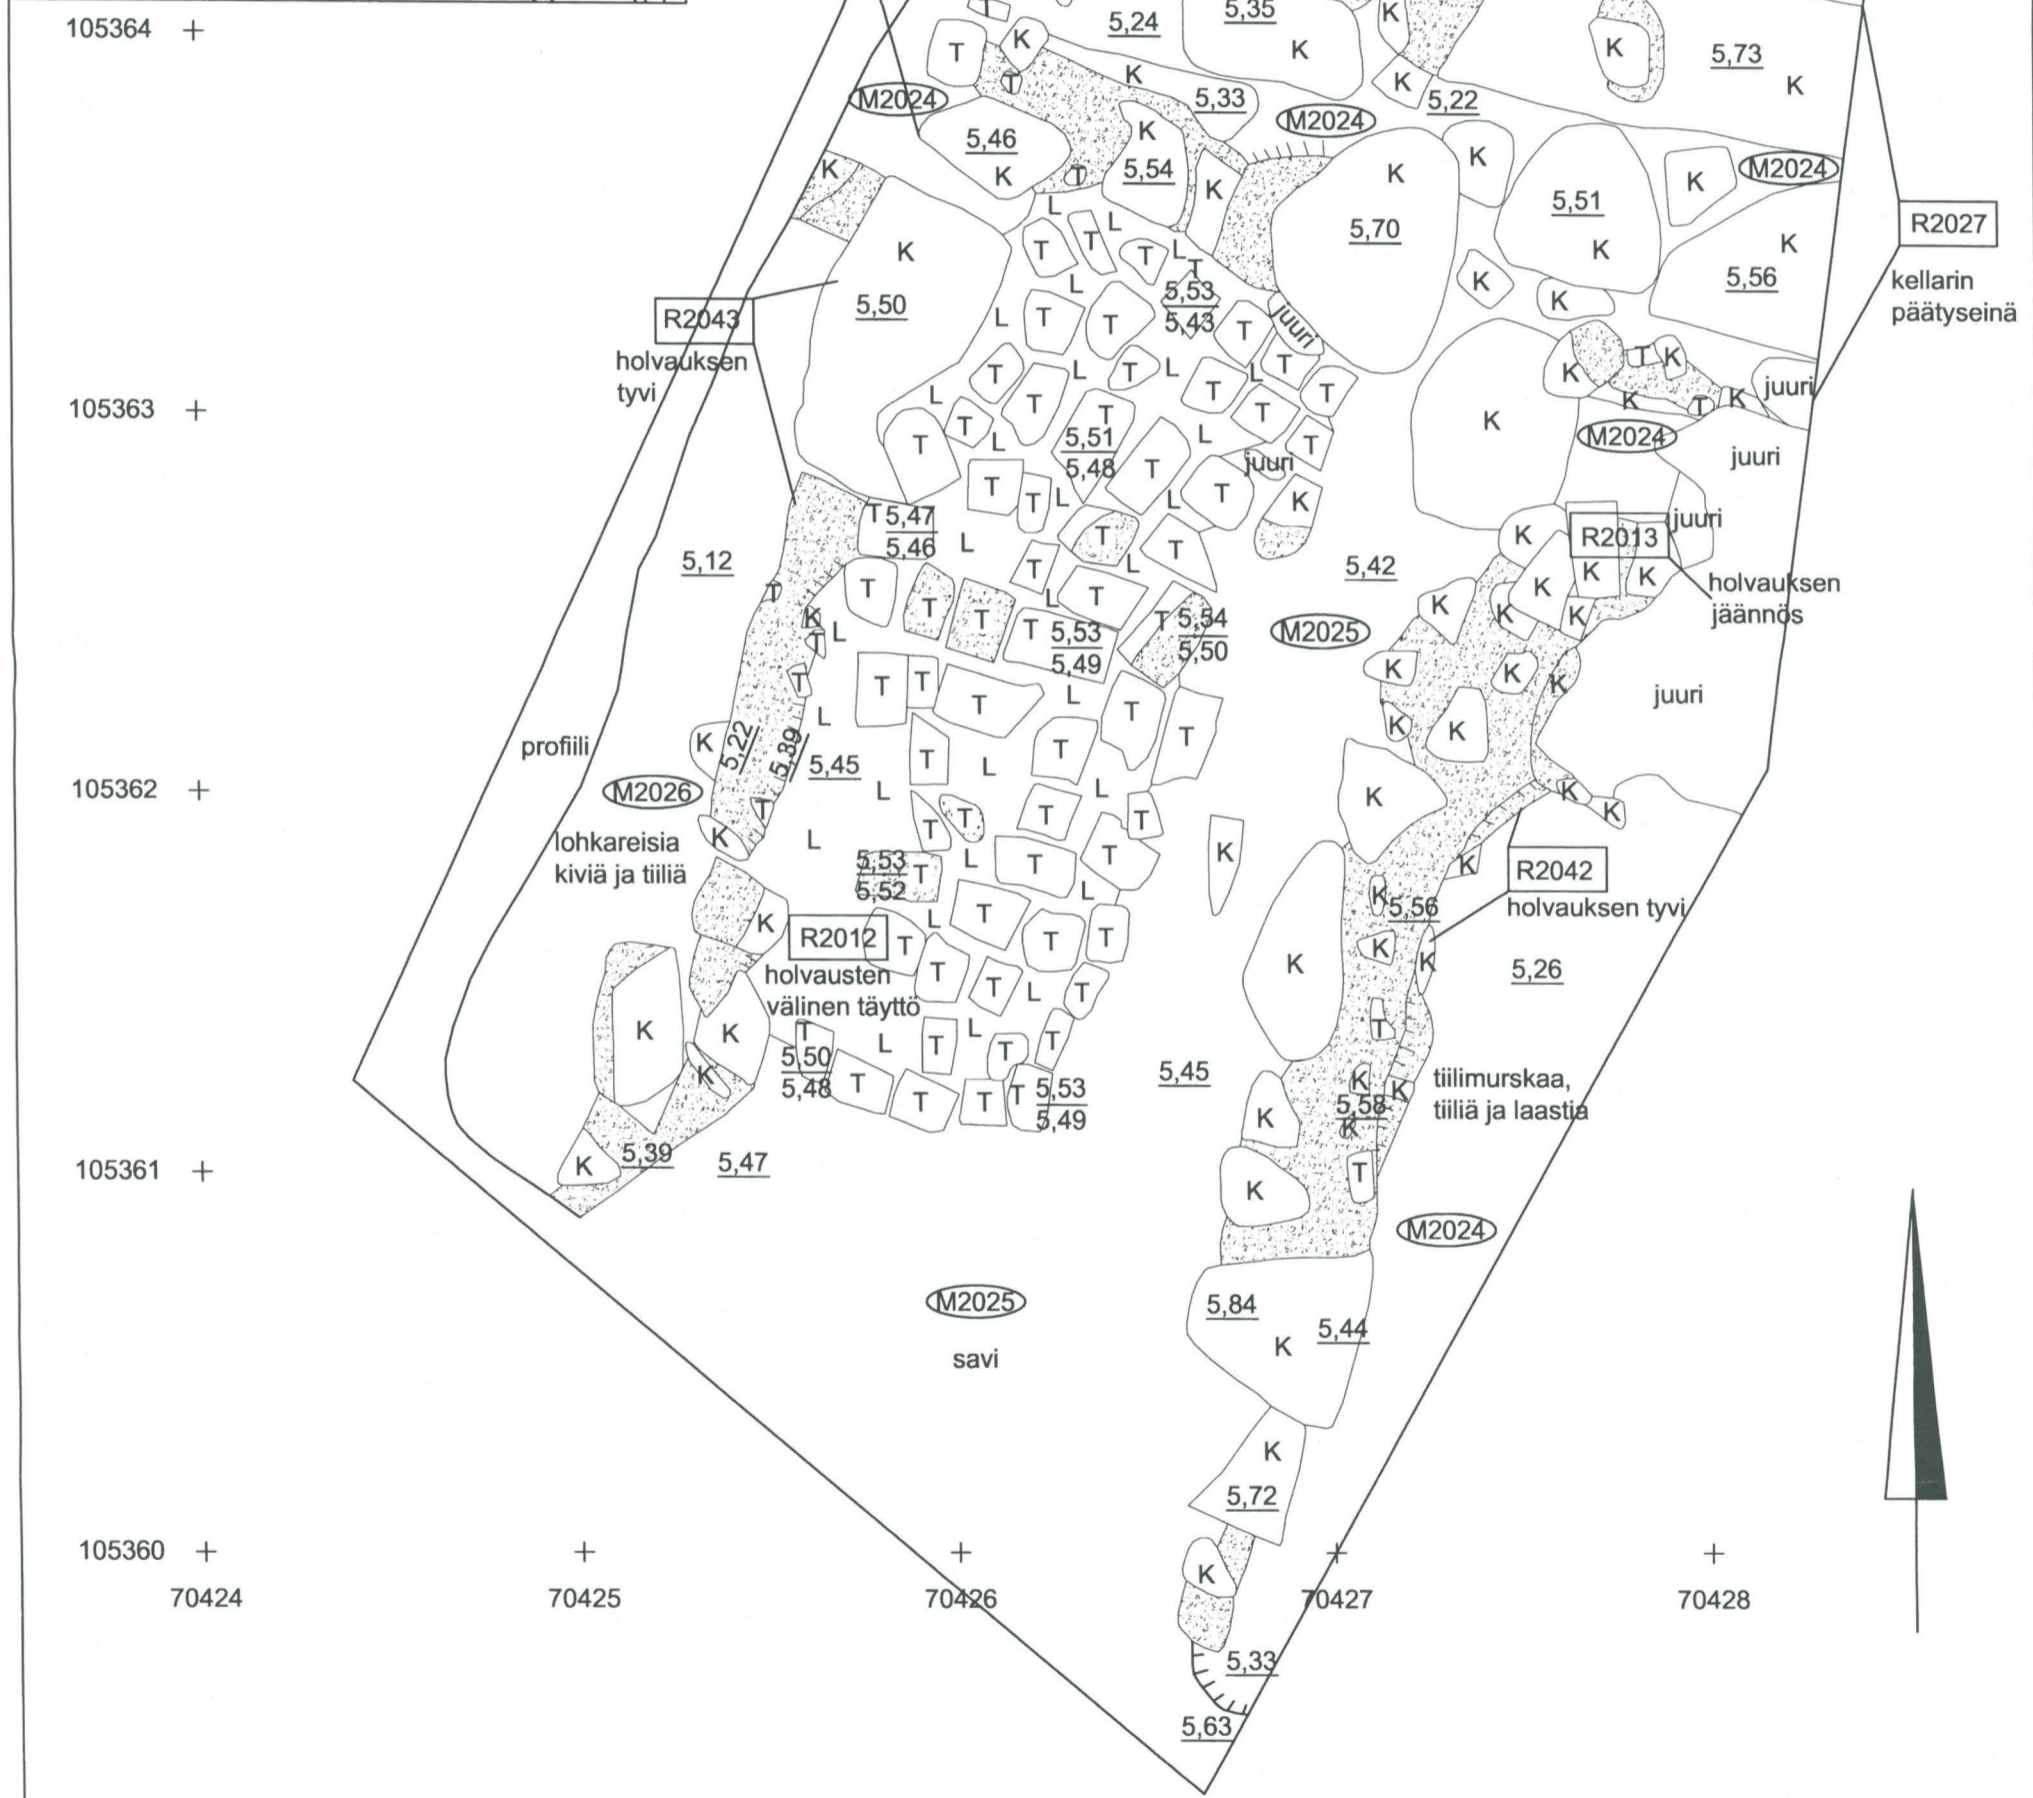 105364
T
K
T
5,24
5,35
K
K
K
5,73
K
T
K
K
5,22
M2024
5,33
M2024
5,46
K
K
5,54
T
K
K
K
5,70
K
5,51
K
K
M2024
K
L
L
R2027
kellarin
päätyseinä
K
5,50
T
T
T
L
T
5,53
5,43
L
K
K
K
5,56
R2043
holvauksen
tyvi
L
T
T
T
juuri
T
T
L
T
L
T
L
T
T
K
T
K
juuri
105363
L
T
T
T
T
K
K
T
K
M2024
T
L
5,51
5,48
T
L
T
juuri
juuri
T
T
L
L
T
K
T
5,47
5,46
L
T
T
L
K
R2013
juuri
5,12
T
5,42
K
K
K
holvauksen
jäännös
T
T
T
T
L
T
K
K
K
T
K
L
T
T
5,53
5,49
T
5,54
5,50
M2025
T
T
T
T
L
T
K
K
K
juuri
L
T
T
K
K
K
5,22
5,39
5,45
T
L
T
profiili
105362
M2026
L
L
K
K
K
T
K
lohkareisia
kiviä ja tiiliä
L
T
T
T
T
5,53
5,52
T
L
T
T
K
K
R2042
holvauksen tyvi
L
K
5,56
K
R2012
T
L
T
T
T
K
K
K
5,26
holvausten
välinen täyttö
T
T
L
T
K
K
T
L
T
L
T
T
T
5,50
5,48
T
T
T
T
5,53
5,49
5,45
K
K
K
5,58
K
K
tiilimurskaa,
tiiliä ja laastia
105361
K
5,39
5,47
K
T
M2024
M2025
savi
5,84
K
5,44
K
5,72
105360
K
70424
70425
70426
70427
70428
5,33
5,63